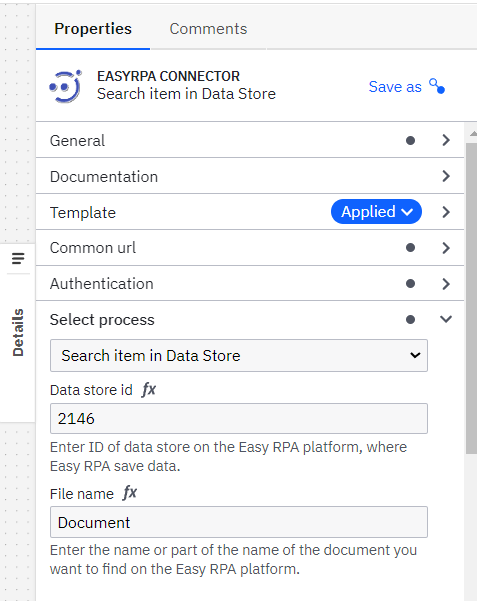 Properties
Comments
EASYRPA CONNECTOR
Search item in Data Store
Save as
General
Documentation
Template
Applied
Common url
Authentication
Details
Select process
Search item in Data Store
Data store id fx
2146
Enter ID of data store on the Easy RPA platform, where
Easy RPA save data.
File name fx
Document
Enter the name or part of the name of the document you
want to find on the Easy RPA platform.